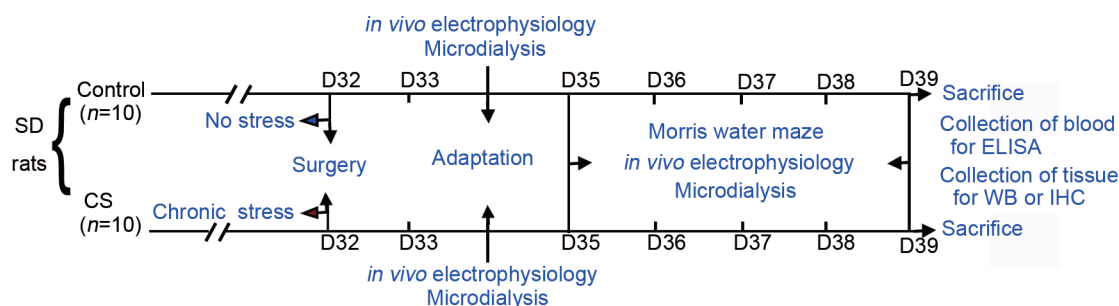 in vivo electrophysiology
Microdialysis
Control
(n=10)
D32
D33
D35
D36
D37
D38
D39
Sacrifice
No stress
SD
rats
Surgery
Adaptation
Morris water maze
in vivo electrophysiology
Microdialysis
Collection of blood
for ELISA
Collection of tissue
for WB or IHC
CS
(n=10)
Chronic stress
D32
D33
D35
D36
D37
D38
D39
Sacrifice
in vivo electrophysiology
Microdialysis